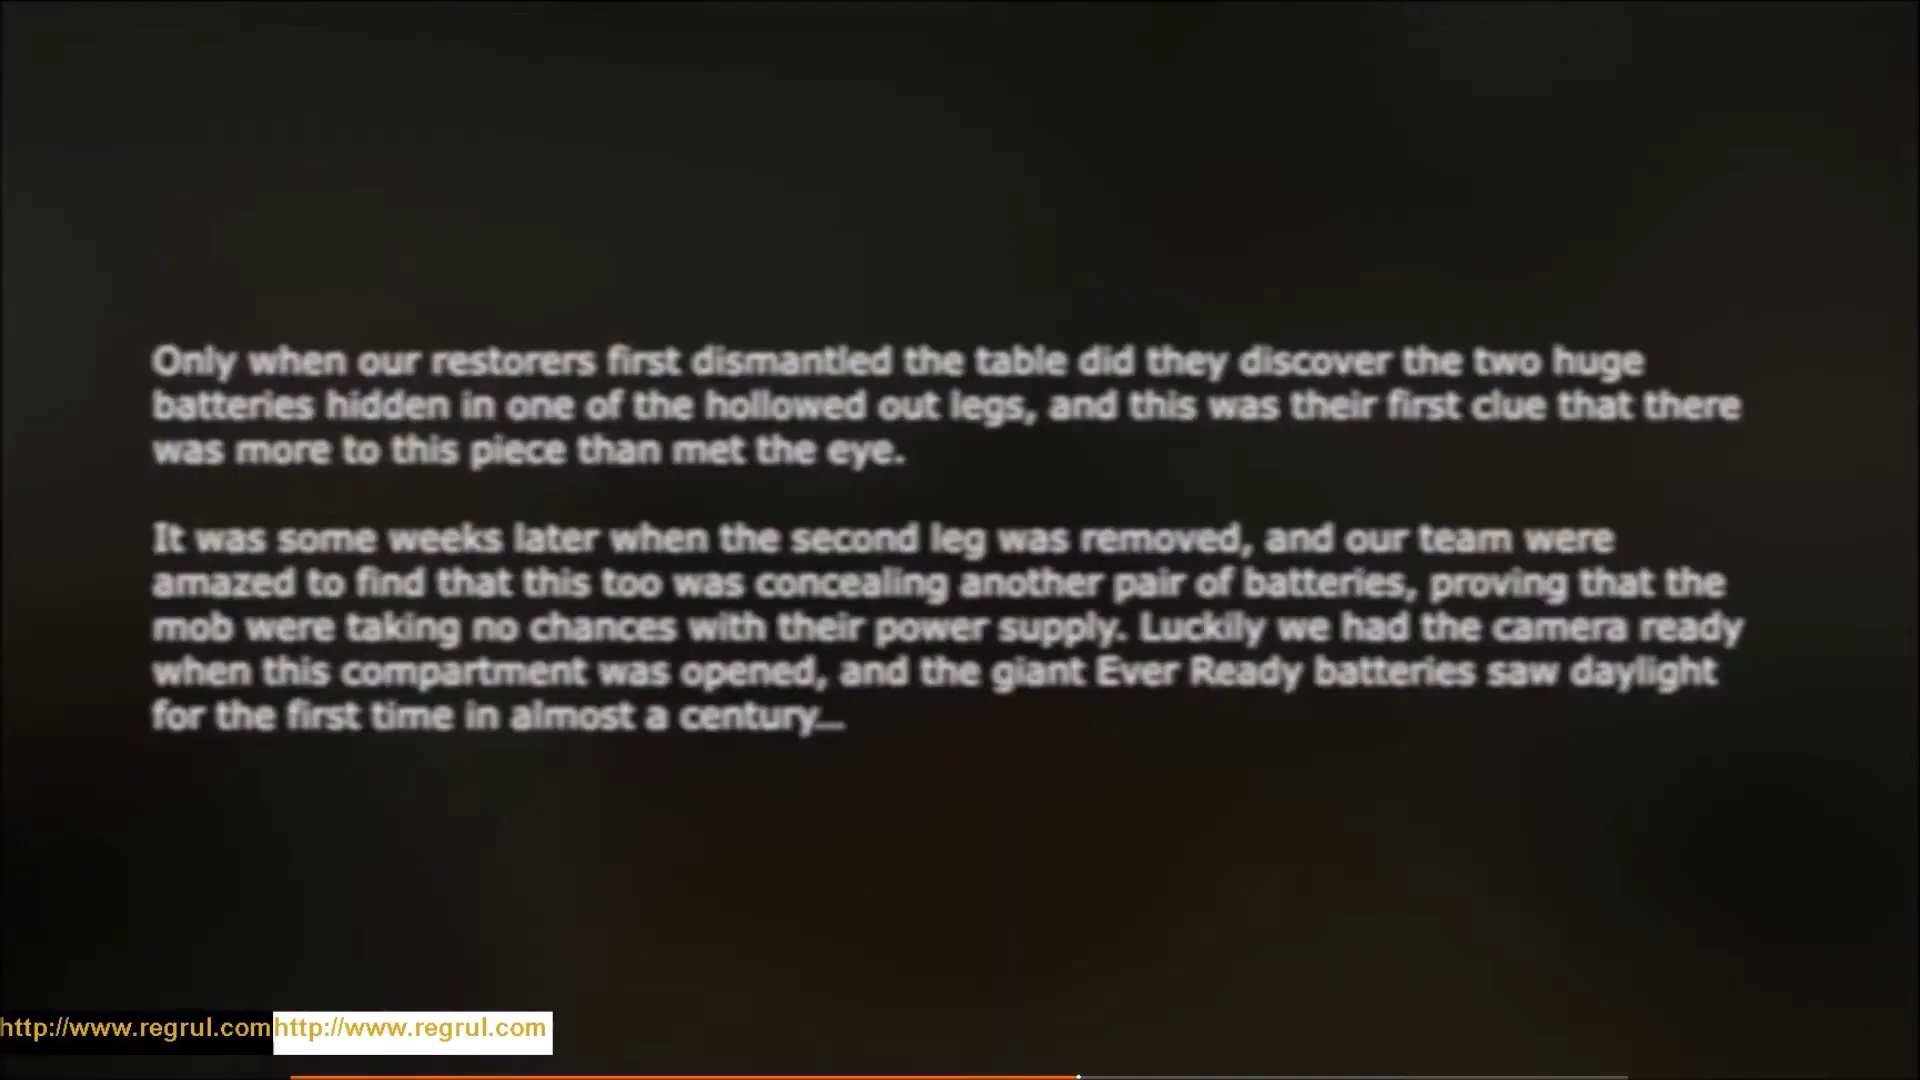 Only when our restorers first dismantled the table did they discover the two huge
batteries hidden in one of the hollowed out legs, and this was their first clue that there
was more to this piece than met the eye.
It was some weeks later when the second leg was removed, and our team were
amazed to find that this too was concealing another pair of batteries, proving that the
mob were taking no chances with their power supply. Luckily we had the camera ready
when this compartment was opened, and the giant Ever Ready batteries saw daylight
for the first time in almost a century...
http://www.regrul.comhttp://www.regrul.com